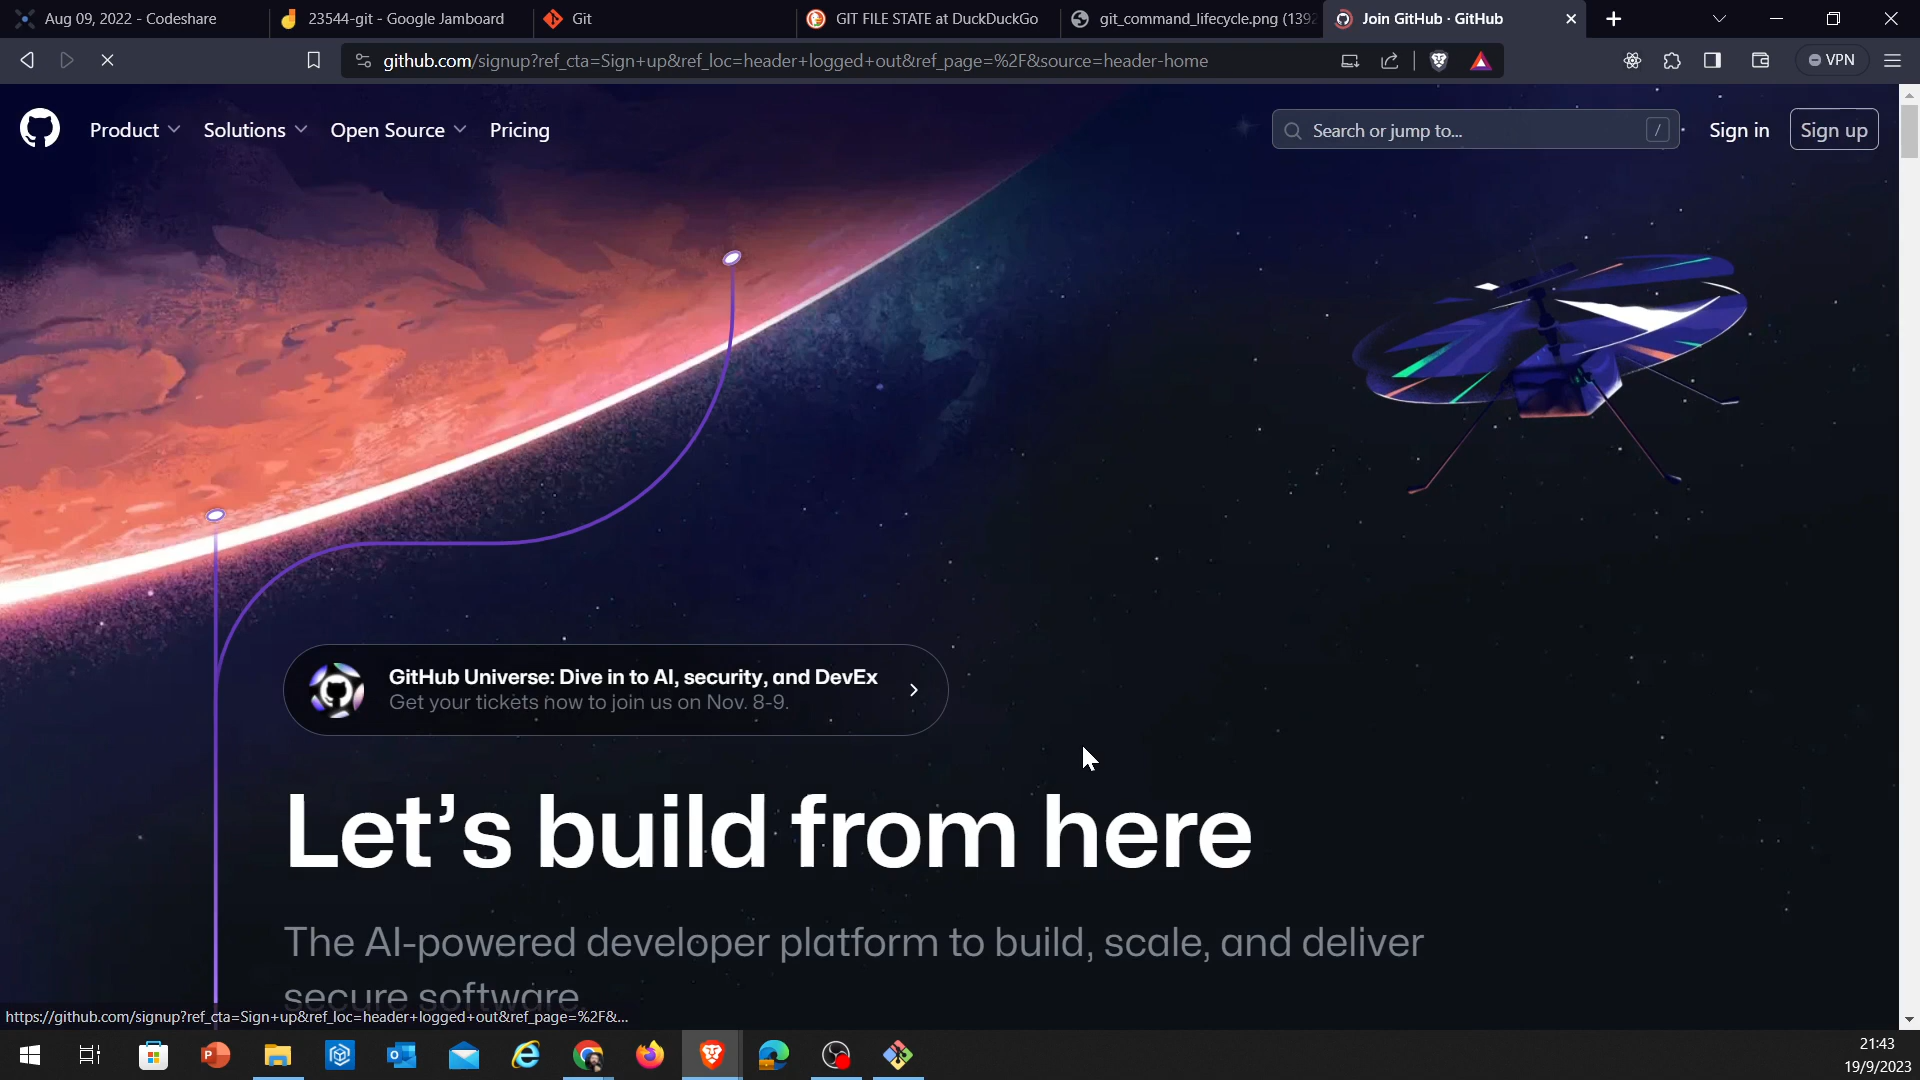 Aug 09, 2022 - Codeshare
23544-git - Google Jamboard
Git
GIT FILE STATE at DuckDuckGo
git_command_lifecycle.png (1392
Join GitHub · GitHub
github.com/signup?ref_cta=Sign+up&ref_loc=header+logged+out&ref_page=%2F&source=header-home
VPN
Product
Solutions
Open Source
Pricing
Search or jump to...
/
Sign in
Sign up
GitHub Universe: Dive in to AI, security, and DevEx
Get your tickets now to join us on Nov. 8-9.
Let’s build from here
The AI-powered developer platform to build, scale, and deliver
secure software.
https://github.com/signup?ref_cta=Sign+up&ref_loc=header+logged+out&ref_page=%2F&...
21:43
19/9/2023